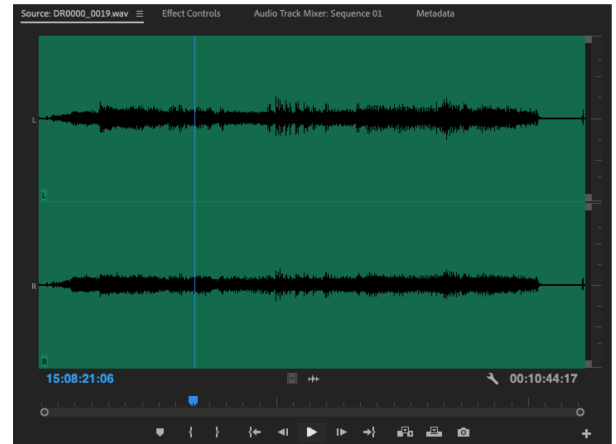 Source: DR0000_0019.wav Effect Controls Audio Track Mixer: Sequence 01 Metadata
L
L
R
R
15:08:21:06 00:10:44:17